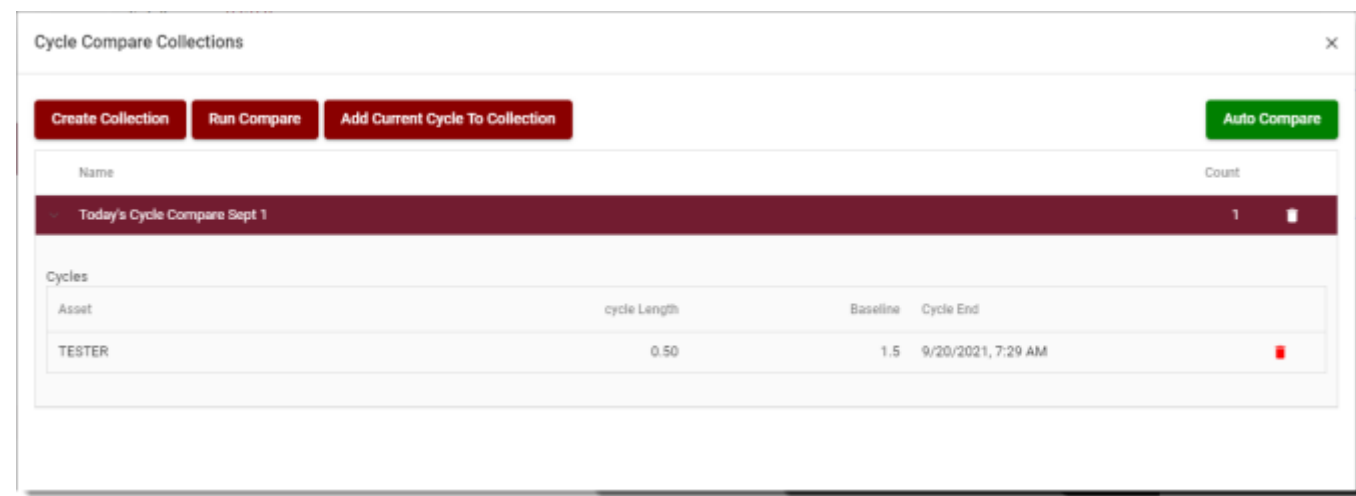 Cycle Compare Collections
Create Collection Run Compare Add Current Cycle To Collection Auto Compare
Name Count
Today's Cycle Compare Sept 1 1
Cycles
Asset cycle Length Baseline Cycle End
TESTER 0.50 1.5 9/20/2021, 7:29 AM